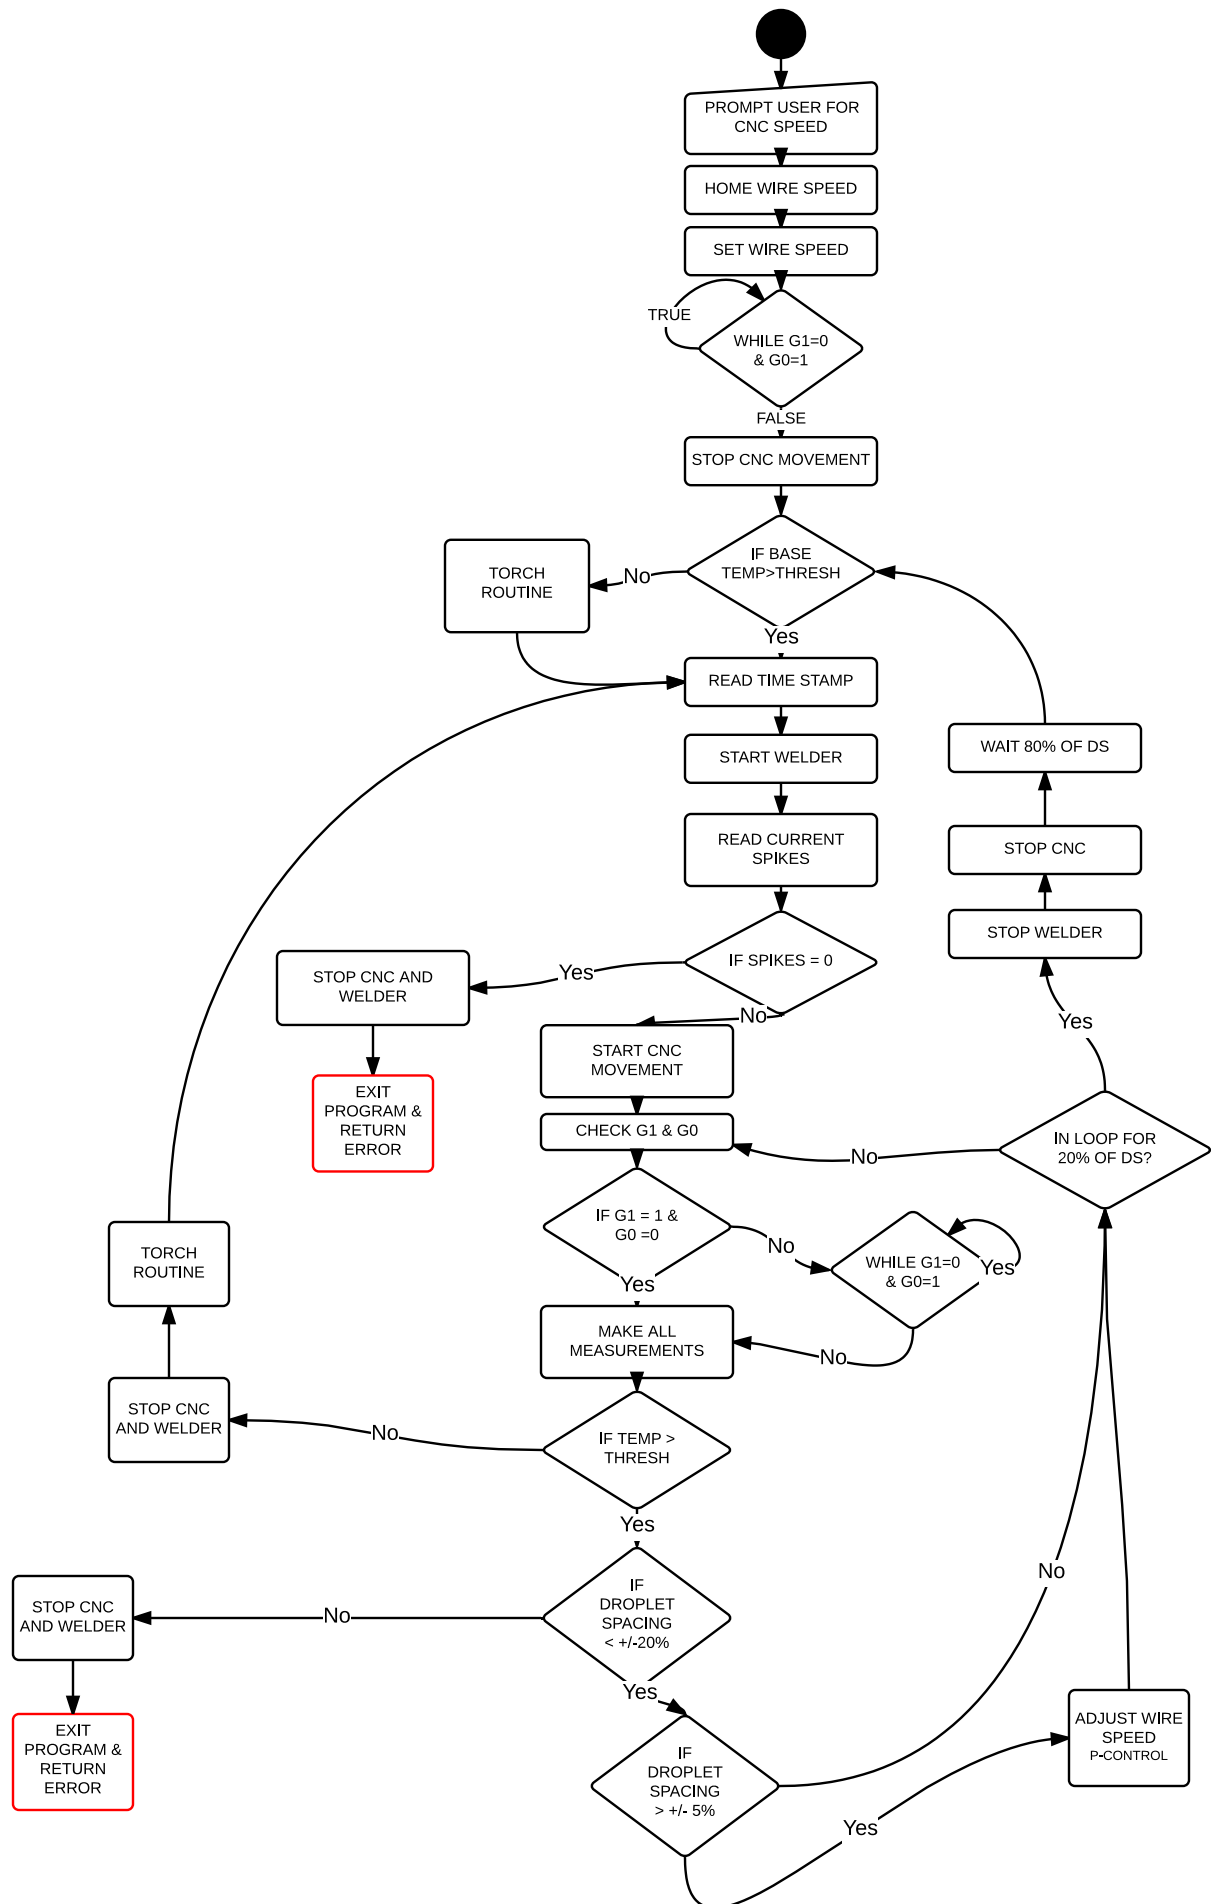 PROMPT USER FOR
CNC SPEED
HOME WIRE SPEED
SET WIRE SPEED
TRUE
WHILE G1=0
& G0=1
FALSE
STOP CNC MOVEMENT
IF BASE
TEMP>THRESH
No
TORCH
ROUTINE
Yes
READ TIME STAMP
START WELDER
WAIT 80% OF DS
READ CURRENT
SPIKES
STOP CNC
STOP WELDER
IF SPIKES = 0
Yes
STOP CNC AND
WELDER
No
Yes
START CNC
MOVEMENT
EXIT
PROGRAM &
RETURN
ERROR
CHECK G1 & G0
IN LOOP FOR
20% OF DS?
No
IF G1 = 1 &
G0 =0
No
WHILE G1=0
& G0=1
Yes
TORCH
ROUTINE
Yes
MAKE ALL
MEASUREMENTS
No
STOP CNC
AND WELDER
No
IF TEMP >
THRESH
Yes
No
IF
DROPLET
SPACING
< +/-20%
No
STOP CNC
AND WELDER
Yes
EXIT
PROGRAM &
RETURN
ERROR
IF
DROPLET
SPACING
> +/- 5%
ADJUST WIRE
SPEED
P-CONTROL
Yes